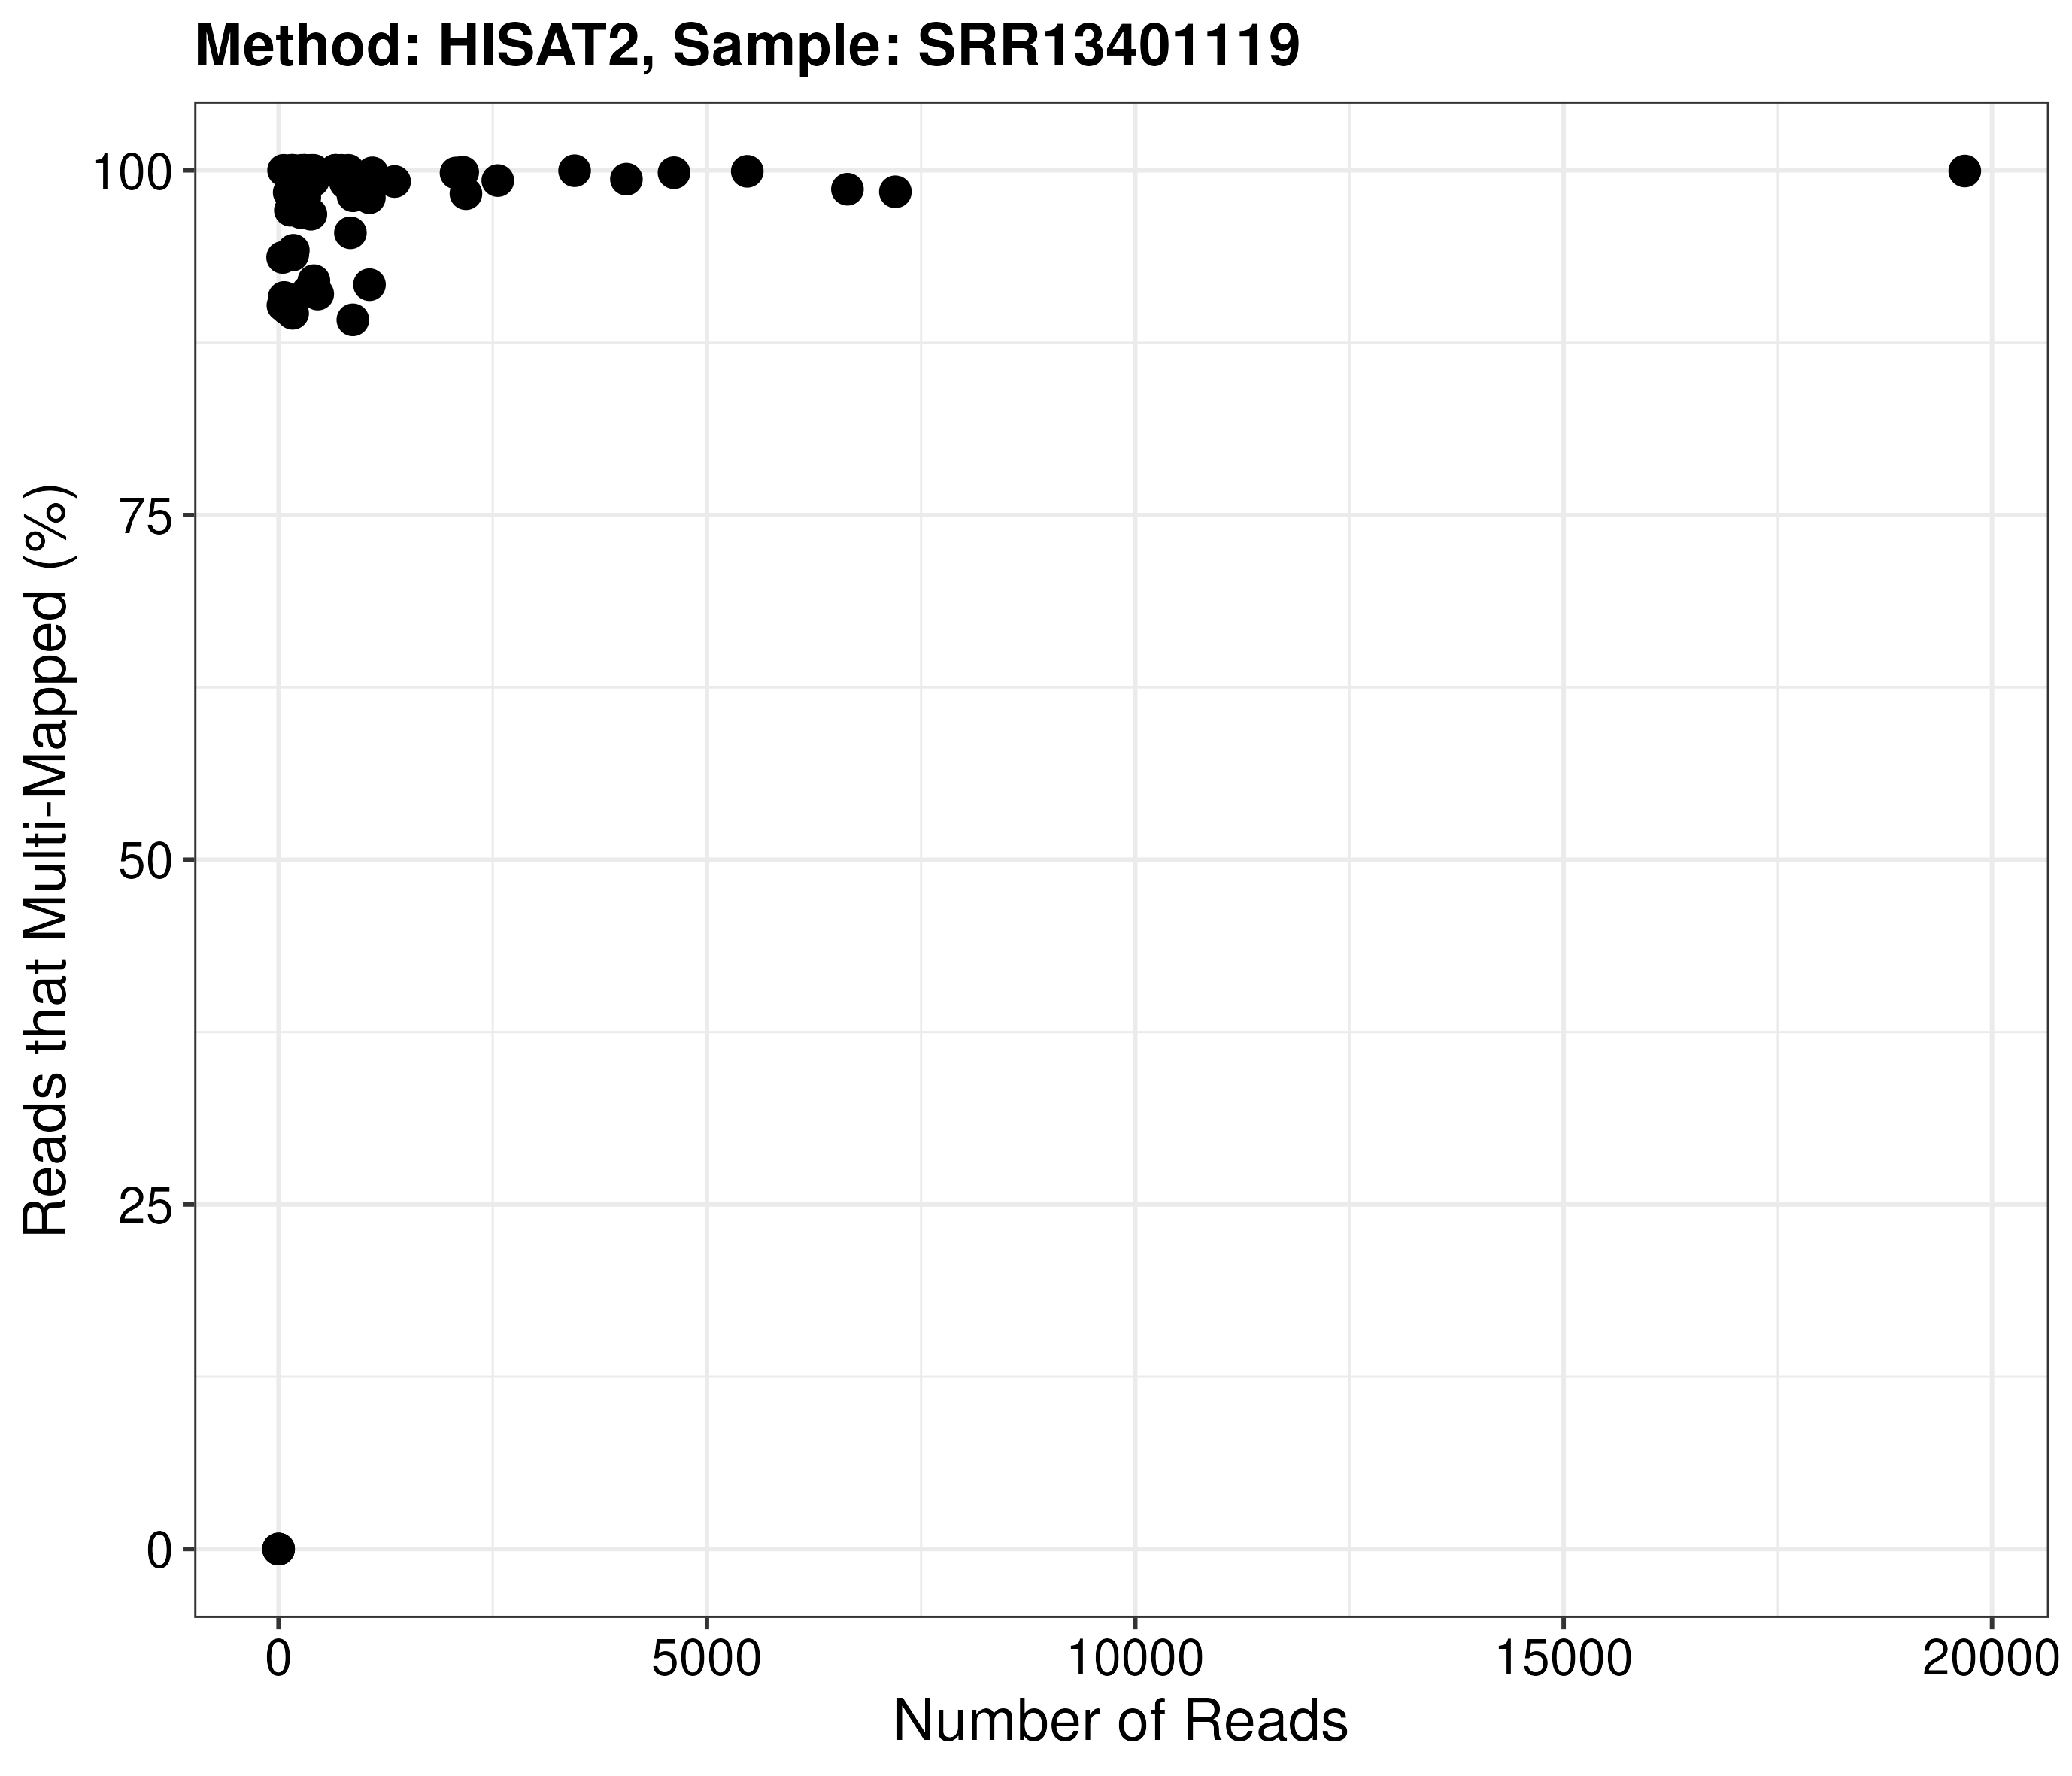 Method: HISAT2, Sample: SRR13401119
Reads that Multi-Mapped (%)
100
75
50
25
0
0 5000 10000 15000 20000
Number of Reads